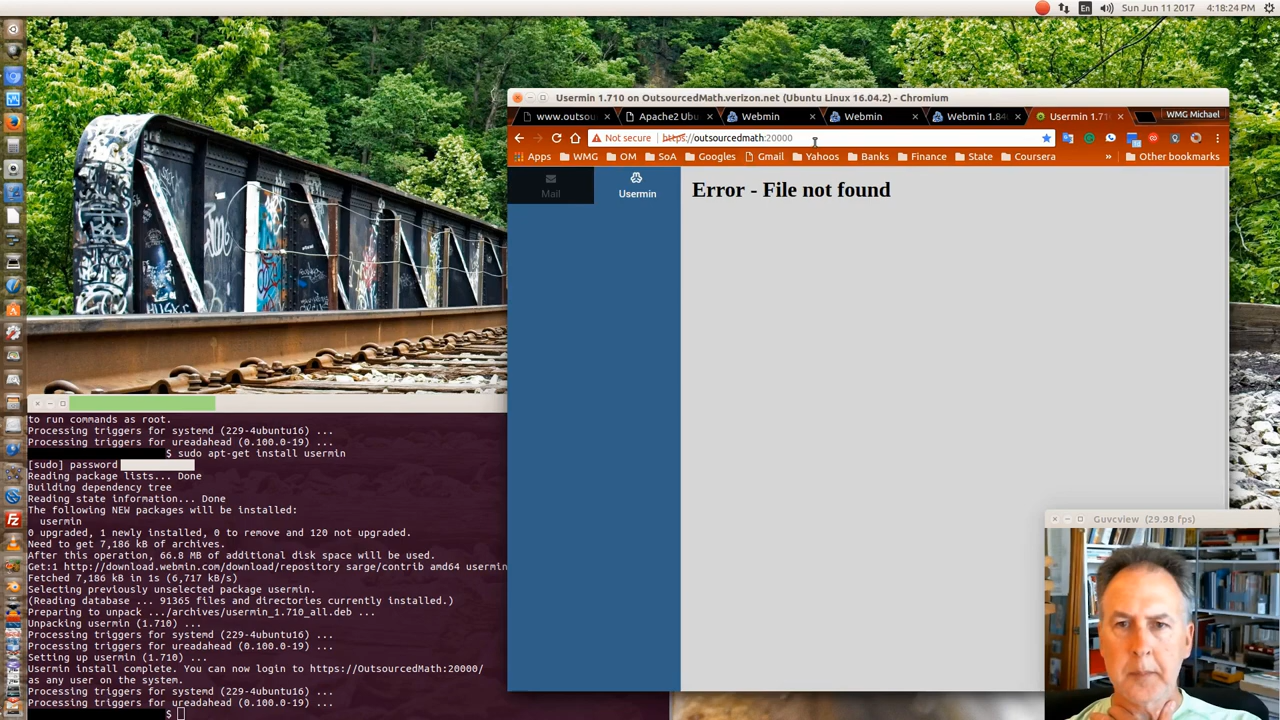 En
Sun Jun 11 2017
4:18:24 PM
Usermin 1.710 on OutsourcedMath.verizon.net (Ubuntu Linux 16.04.2) - Chromium
www.outso
Apache2 Ubu
Webmin
Webmin
Webmin 1.84
Usermin 1.71
WMG Michael
Not secure
https://outsourcedmath:20000
Apps
WMG
OM
SoA
Googles
Gmail
Yahoos
Banks
Finance
State
Coursera
»
Other bookmarks
Mail
Usermin
Error - File not found
to run commands as root.
Processing triggers for systemd (229-4ubuntu16) ...
Processing triggers for ureadahead (0.100.0-19) ...
$ sudo apt-get install usermin
[sudo] password
Reading package lists... Done
Building dependency tree
Reading state information... Done
The following NEW packages will be installed:
usermin
0 upgraded, 1 newly installed, 0 to remove and 120 not upgraded.
Need to get 7,186 kB of archives.
After this operation, 66.8 MB of additional disk space will be used.
Get:1 http://download.webmin.com/download/repository sarge/contrib amd64 usermin
Fetched 7,186 kB in 1s (6,717 kB/s)
Selecting previously unselected package usermin.
(Reading database ... 91365 files and directories currently installed.)
Preparing to unpack .../archives/usermin_1.710_all.deb ...
Unpacking usermin (1.710) ...
Processing triggers for systemd (229-4ubuntu16) ...
Processing triggers for ureadahead (0.100.0-19) ...
Setting up usermin (1.710) ...
Usermin install complete. You can now login to https://OutsourcedMath:20000/
as any user on the system.
Processing triggers for systemd (229-4ubuntu16) ...
Processing triggers for ureadahead (0.100.0-19) ...
$
Guvcview (29.98 fps)